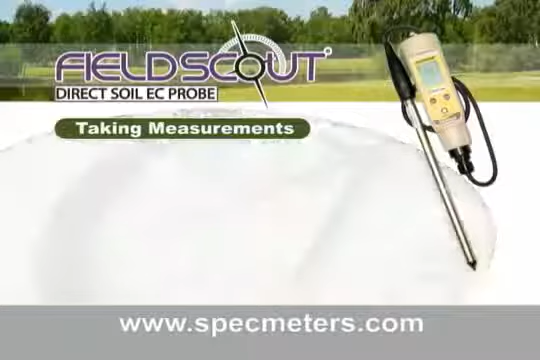 FIELDSCOUT®
DIRECT SOIL EC PROBE
Taking Measurements
www.specmeters.com